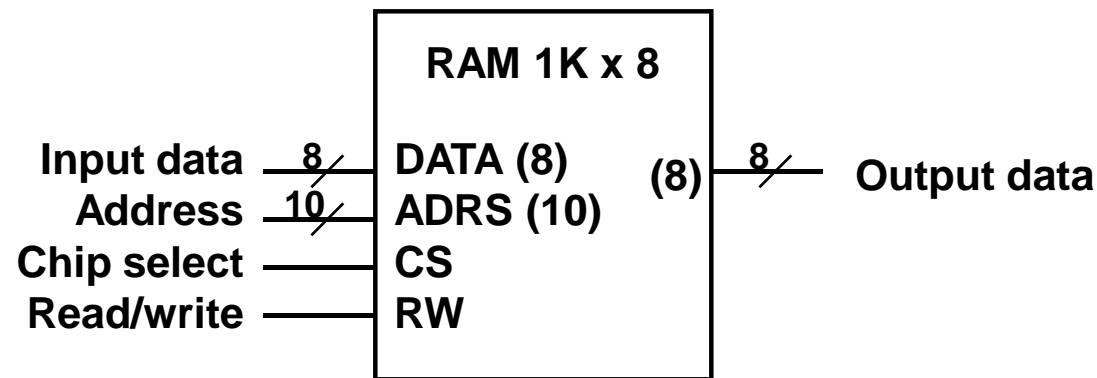 RAM 1K x 8
Input data 8 DATA (8) (8) 8 Output data
Address 10 ADRS (10)
Chip select CS
Read/write RW